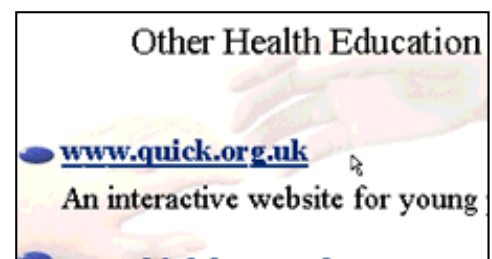 Other Health Education
www.quick.org.uk
An interactive website for young